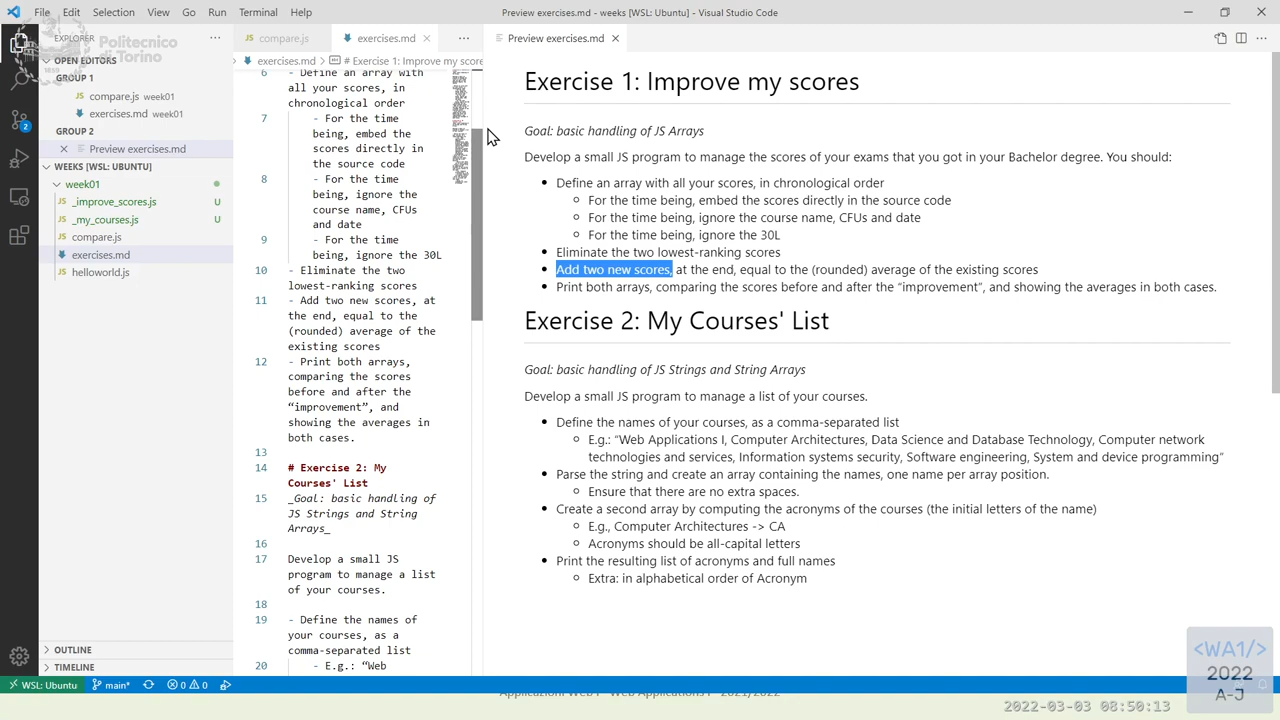 File Edit Selection View Go Run Terminal Help
Preview exercises.md - weeks [WSL: Ubuntu] - Visual Studio Code
EXPLORER
Politecnico
di Torino
OPEN EDITORS
GROUP 1
compare.js week01
exercises.md week01
GROUP 2
Preview exercises.md
WEEKS [WSL: UBUNTU]
week01
_improve_scores.js U
_my_courses.js U
compare.js
exercises.md
helloworld.js
OUTLINE
TIMELINE
2
compare.js
exercises.md
exercises.md > # Exercise 1: Improve my score
6 - Define an array with
all your scores, in
chronological order
7 - For the time
being, embed the
scores directly in
the source code
8 - For the time
being, ignore the
course name, CFUs
and date
9 - For the time
being, ignore the 30L
10 - Eliminate the two
lowest-ranking scores
11 - Add two new scores, at
the end, equal to the
(rounded) average of the
existing scores
12 - Print both arrays,
comparing the scores
before and after the
“improvement”, and
showing the averages in
both cases.
13
14 # Exercise 2: My
Courses' List
15 _Goal: basic handling of
JS Strings and String
Arrays_
16
17 Develop a small JS
program to manage a list
of your courses.
18
19 - Define the names of
your courses, as a
comma-separated list
20 - E.g.: “Web
Preview exercises.md
Exercise 1: Improve my scores
Goal: basic handling of JS Arrays
Develop a small JS program to manage the scores of your exams that you got in your Bachelor degree. You should:
• Define an array with all your scores, in chronological order
◦ For the time being, embed the scores directly in the source code
◦ For the time being, ignore the course name, CFUs and date
◦ For the time being, ignore the 30L
• Eliminate the two lowest-ranking scores
• Add two new scores, at the end, equal to the (rounded) average of the existing scores
• Print both arrays, comparing the scores before and after the “improvement”, and showing the averages in both cases.
Exercise 2: My Courses' List
Goal: basic handling of JS Strings and String Arrays
Develop a small JS program to manage a list of your courses.
• Define the names of your courses, as a comma-separated list
◦ E.g.: “Web Applications I, Computer Architectures, Data Science and Database Technology, Computer network
technologies and services, Information systems security, Software engineering, System and device programming”
• Parse the string and create an array containing the names, one name per array position.
◦ Ensure that there are no extra spaces.
• Create a second array by computing the acronyms of the courses (the initial letters of the name)
◦ E.g., Computer Architectures -> CA
◦ Acronyms should be all-capital letters
• Print the resulting list of acronyms and full names
◦ Extra: in alphabetical order of Acronym
WSL: Ubuntu main* 0 0
Applicazioni Web I - Web Applications I - 2021/2022
<WA1/>
2022
A-J
2022-03-03 08:50:13